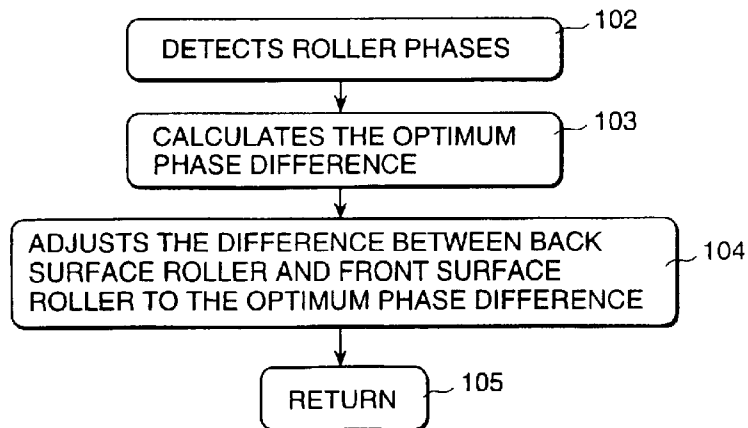 102
DETECTS ROLLER PHASES
103
CALCULATES THE OPTIMUM
PHASE DIFFERENCE
104
ADJUSTS THE DIFFERENCE BETWEEN BACK
SURFACE ROLLER AND FRONT SURFACE
ROLLER TO THE OPTIMUM PHASE DIFFERENCE
105
RETURN